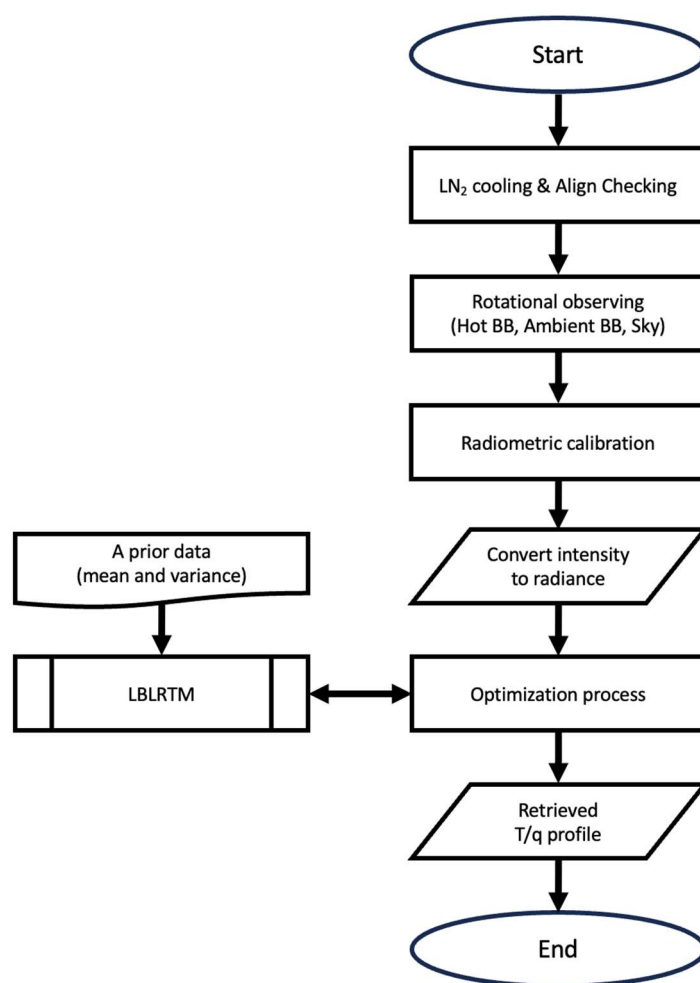 Start
LN₂ cooling & Align Checking
Rotational observing
(Hot BB, Ambient BB, Sky)
Radiometric calibration
Convert intensity
to radiance
A prior data
(mean and variance)
LBLRTM
Optimization process
Retrieved
T/q profile
End